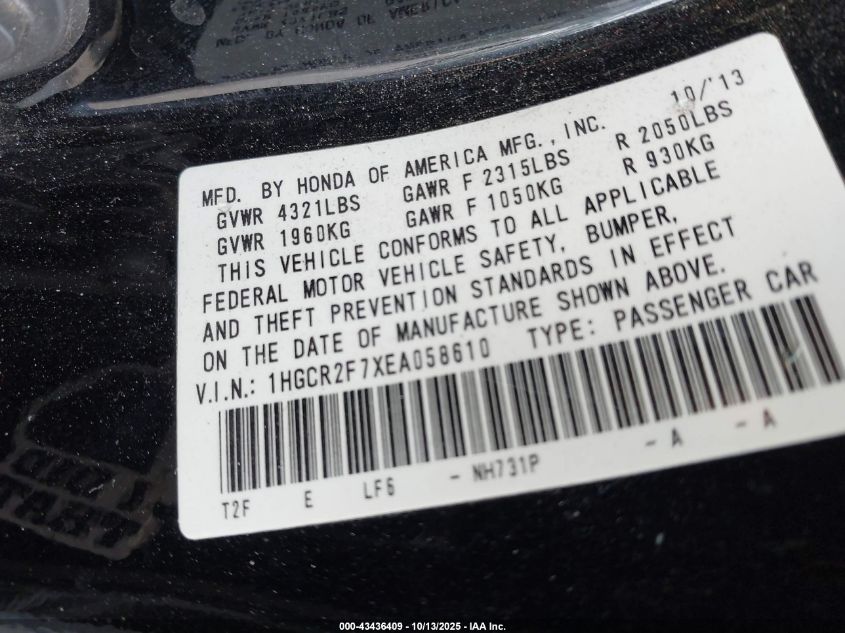 MFD. BY HONDA OF AMERICA MFG., INC. 10/'13
GVWR 4321LBS GAWR F 2315LBS R 2050LBS
GVWR 1960KG GAWR F 1050KG R 930KG
THIS VEHICLE CONFORMS TO ALL APPLICABLE
FEDERAL MOTOR VEHICLE SAFETY, BUMPER,
AND THEFT PREVENTION STANDARDS IN EFFECT
ON THE DATE OF MANUFACTURE SHOWN ABOVE.
V.I.N.: 1HGCR2F7XEA058610 TYPE: PASSENGER CAR
T2F E LF6 - NH731P - A - A
000-43436409 - 10/13/2025 - IAA Inc.